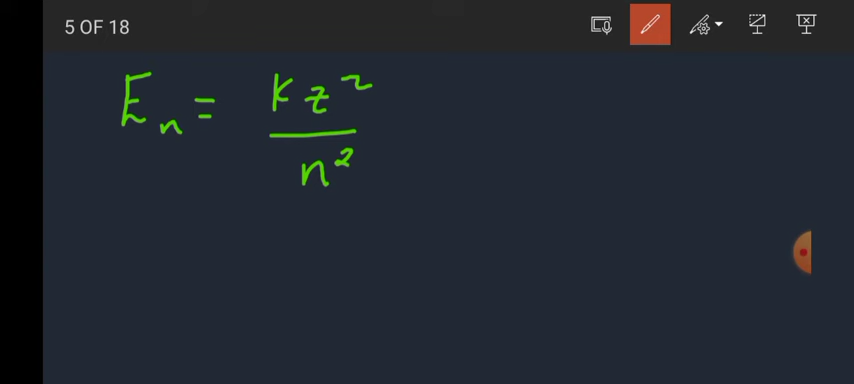 5 OF 18
Eₙ = kz²/n²